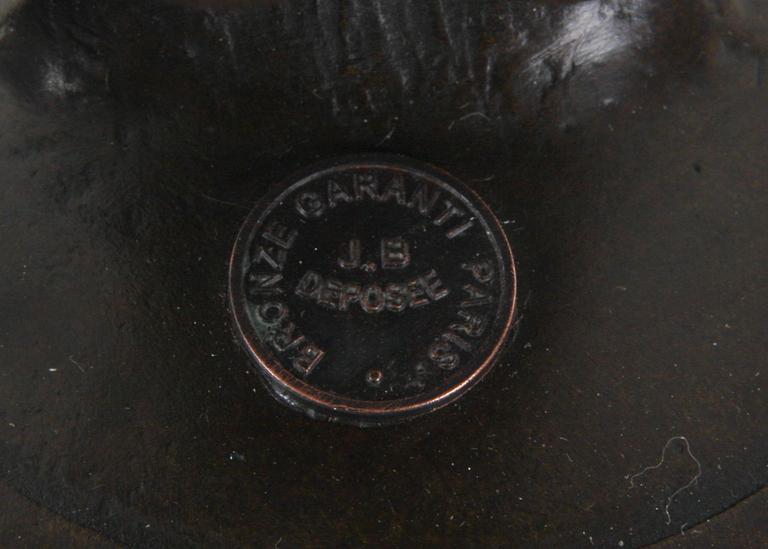 BRONZE GARANTI PARIS.
J.B
DEPOSEE